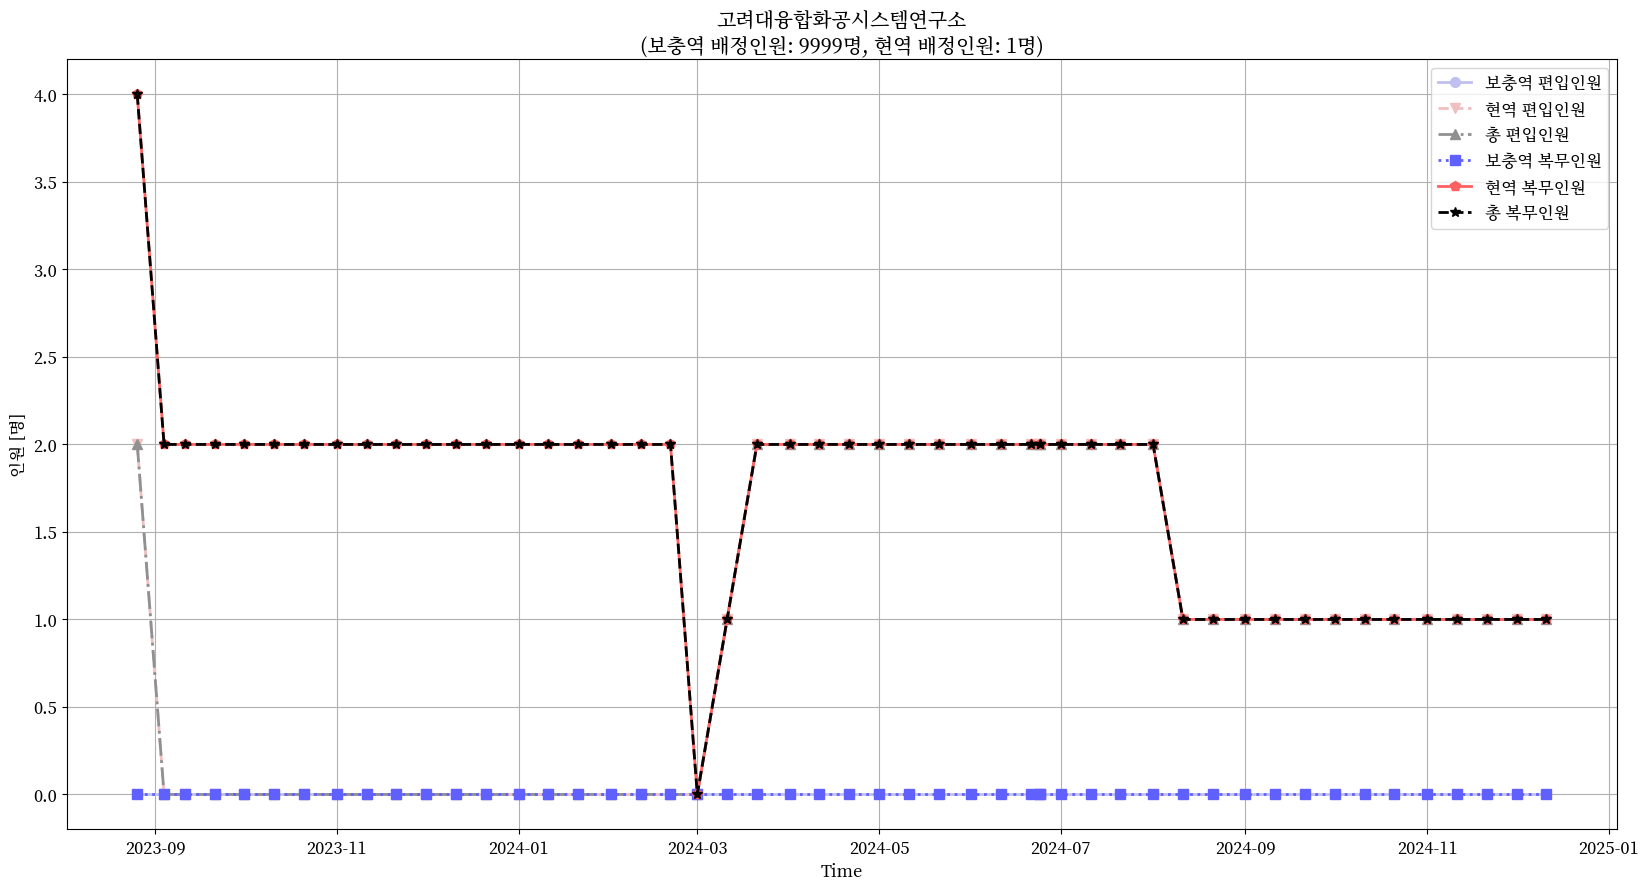 고려대융합화공시스템연구소
(보충역 배정인원: 9999명, 현역 배정인원: 1명)
보충역 편입인원
현역 편입인원
총 편입인원
보충역 복무인원
현역 복무인원
총 복무인원
4.0
3.5
3.0
2.5
2.0
1.5
1.0
0.5
0.0
인원 [명]
2023-09
2023-11
2024-01
2024-03
2024-05
2024-07
2024-09
2024-11
2025-01
Time